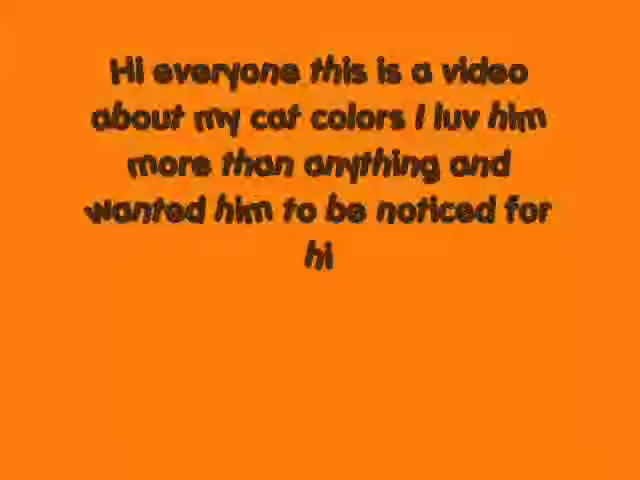 Hi everyone this is a video
about my cat colors I luv him
more than anything and
wanted him to be noticed for
hi